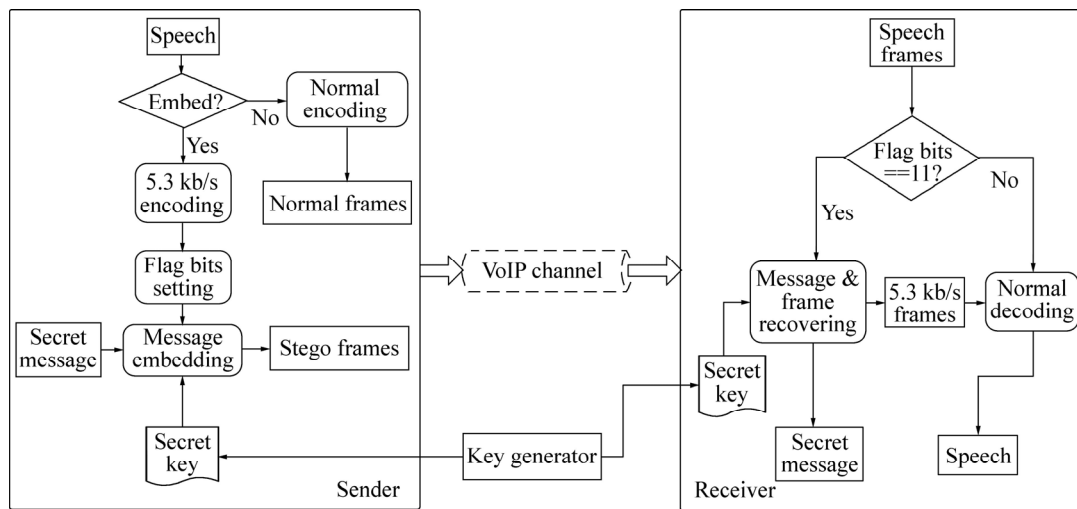 Speech
Embed?
No
Yes
Normal
encoding
Normal frames
5.3 kb/s
encoding
Flag bits
setting
Secret
message
Message
embedding
Stego frames
Secret
key
Sender
VoIP channel
Key generator
Speech
frames
Flag bits
==11?
Yes
No
Message &
frame
recovering
5.3 kb/s
frames
Normal
decoding
Secret
key
Secret
message
Speech
Receiver